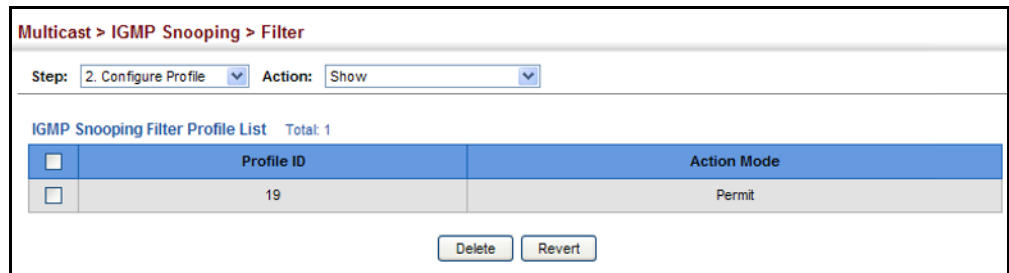 Multicast > IGMP Snooping > Filter
Step: 2. Configure Profile Action: Show
IGMP Snooping Filter Profile List Total: 1
Profile ID Action Mode
19 Permit
Delete Revert